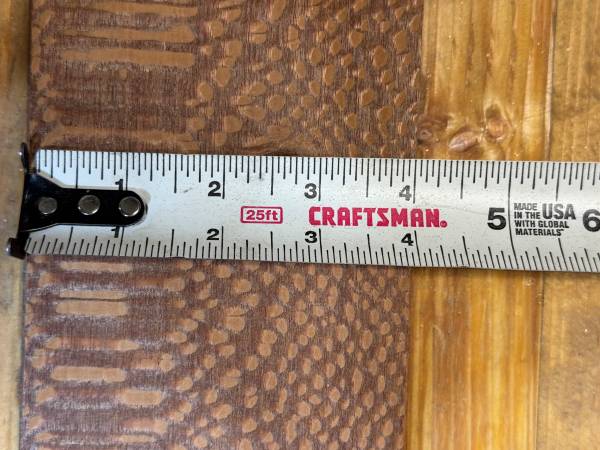 1 2 3 4
25ft CRAFTSMAN® 5 6
MADE IN THE USA WITH GLOBAL MATERIALS
1 2 3 4